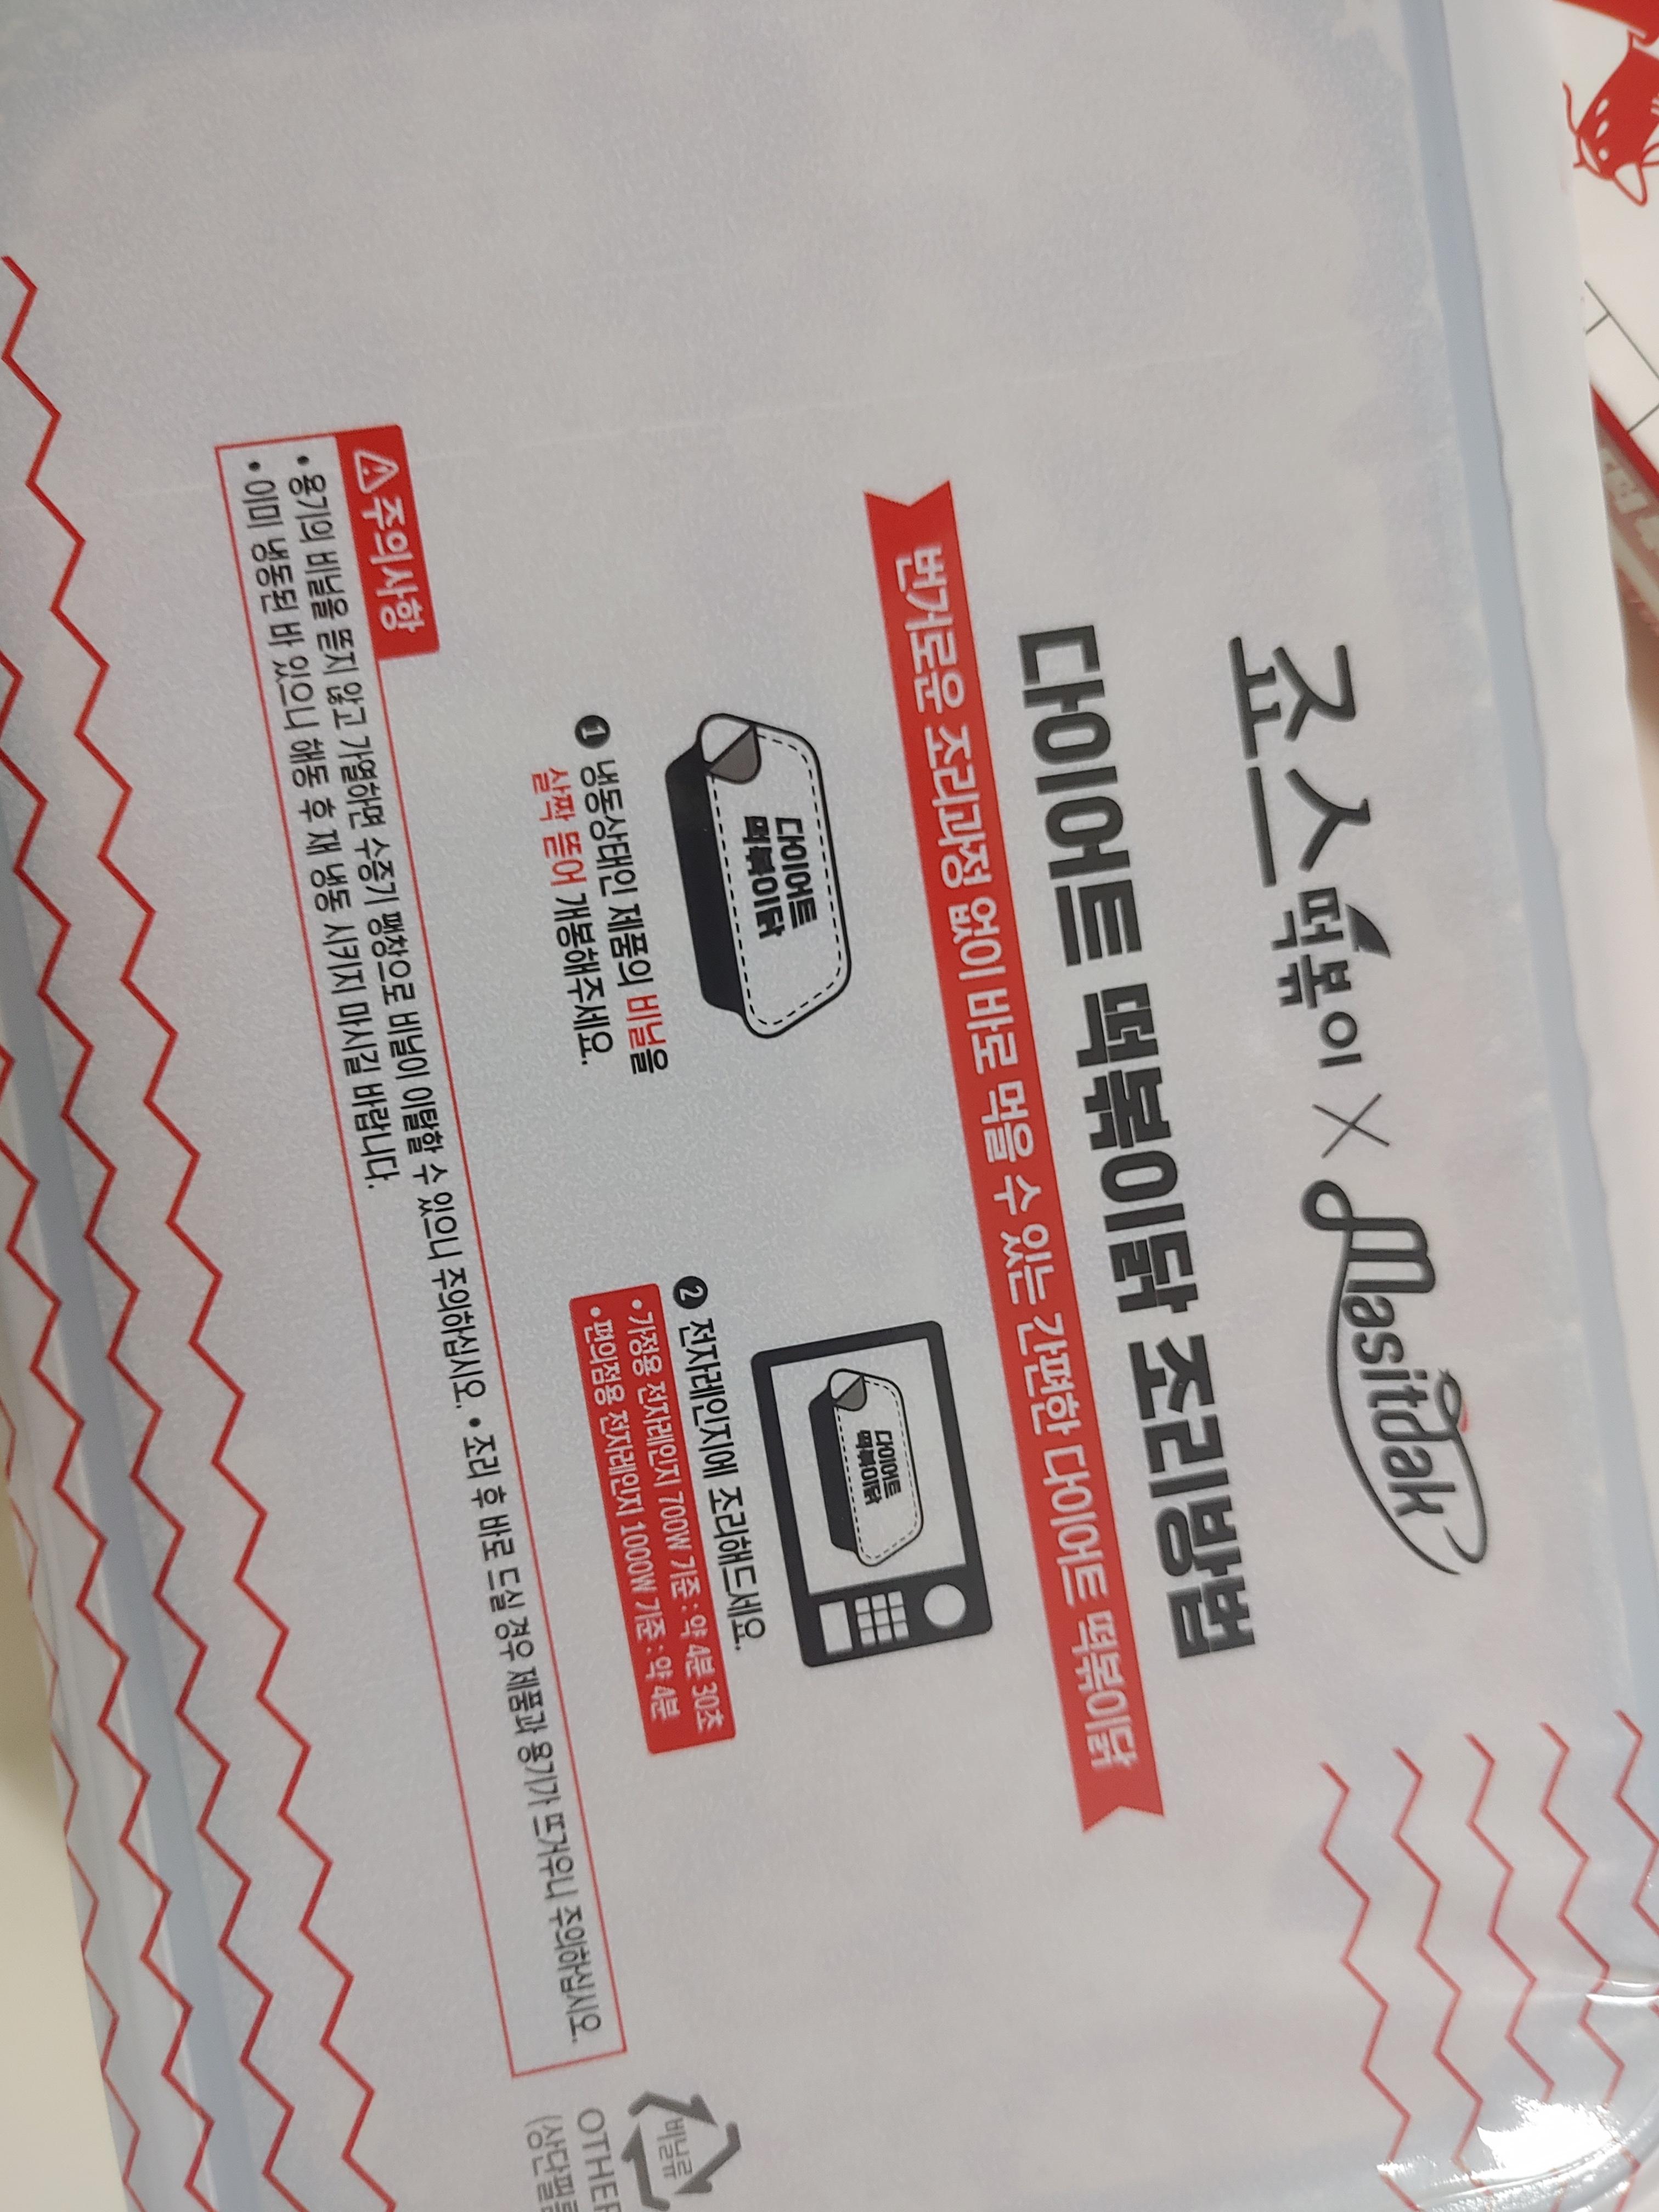 죠스떡볶이 × Masitdak
다이어트 떡볶이닭 조리방법
번거로운 조리과정 없이 바로 먹을 수 있는 간편한 다이어트 떡볶이닭
다이어트
떡볶이닭
❶ 냉동상태인 제품의 비닐을
살짝 뜯어 개봉해주세요.
다이어트
떡볶이닭
❷ 전자레인지에 조리해드세요.
• 가정용 전자레인지 700W 기준 : 약 4분 30초
• 편의점용 전자레인지 1000W 기준 : 약 4분
⚠주의사항
• 용기의 비닐을 뜯지 않고 가열하면 수증기 팽창으로 비닐이 이탈할 수 있으니 주의하십시오. • 조리 후 바로 드실 경우 제품과 용기가 뜨거우니 주의하십시오.
• 이미 냉동된 바 있으니 해동 후 재 냉동 시키지 마시길 바랍니다.
비닐류
OTHER